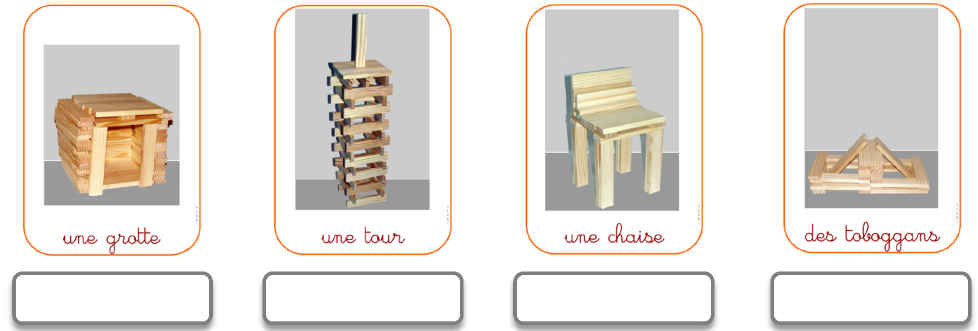 une grotte
une tour
une chaise
des toboggans